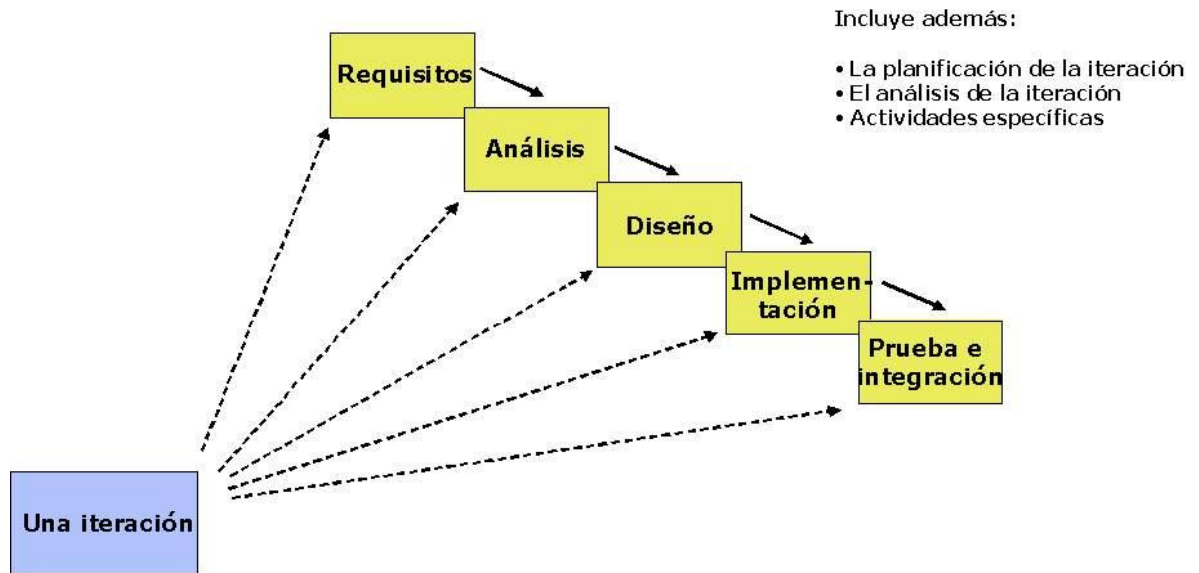 Incluye además:
• La planificación de la iteración
• El análisis de la iteración
• Actividades específicas
Requisitos
Análisis
Diseño
Implemen-
tación
Prueba e
integración
Una iteración